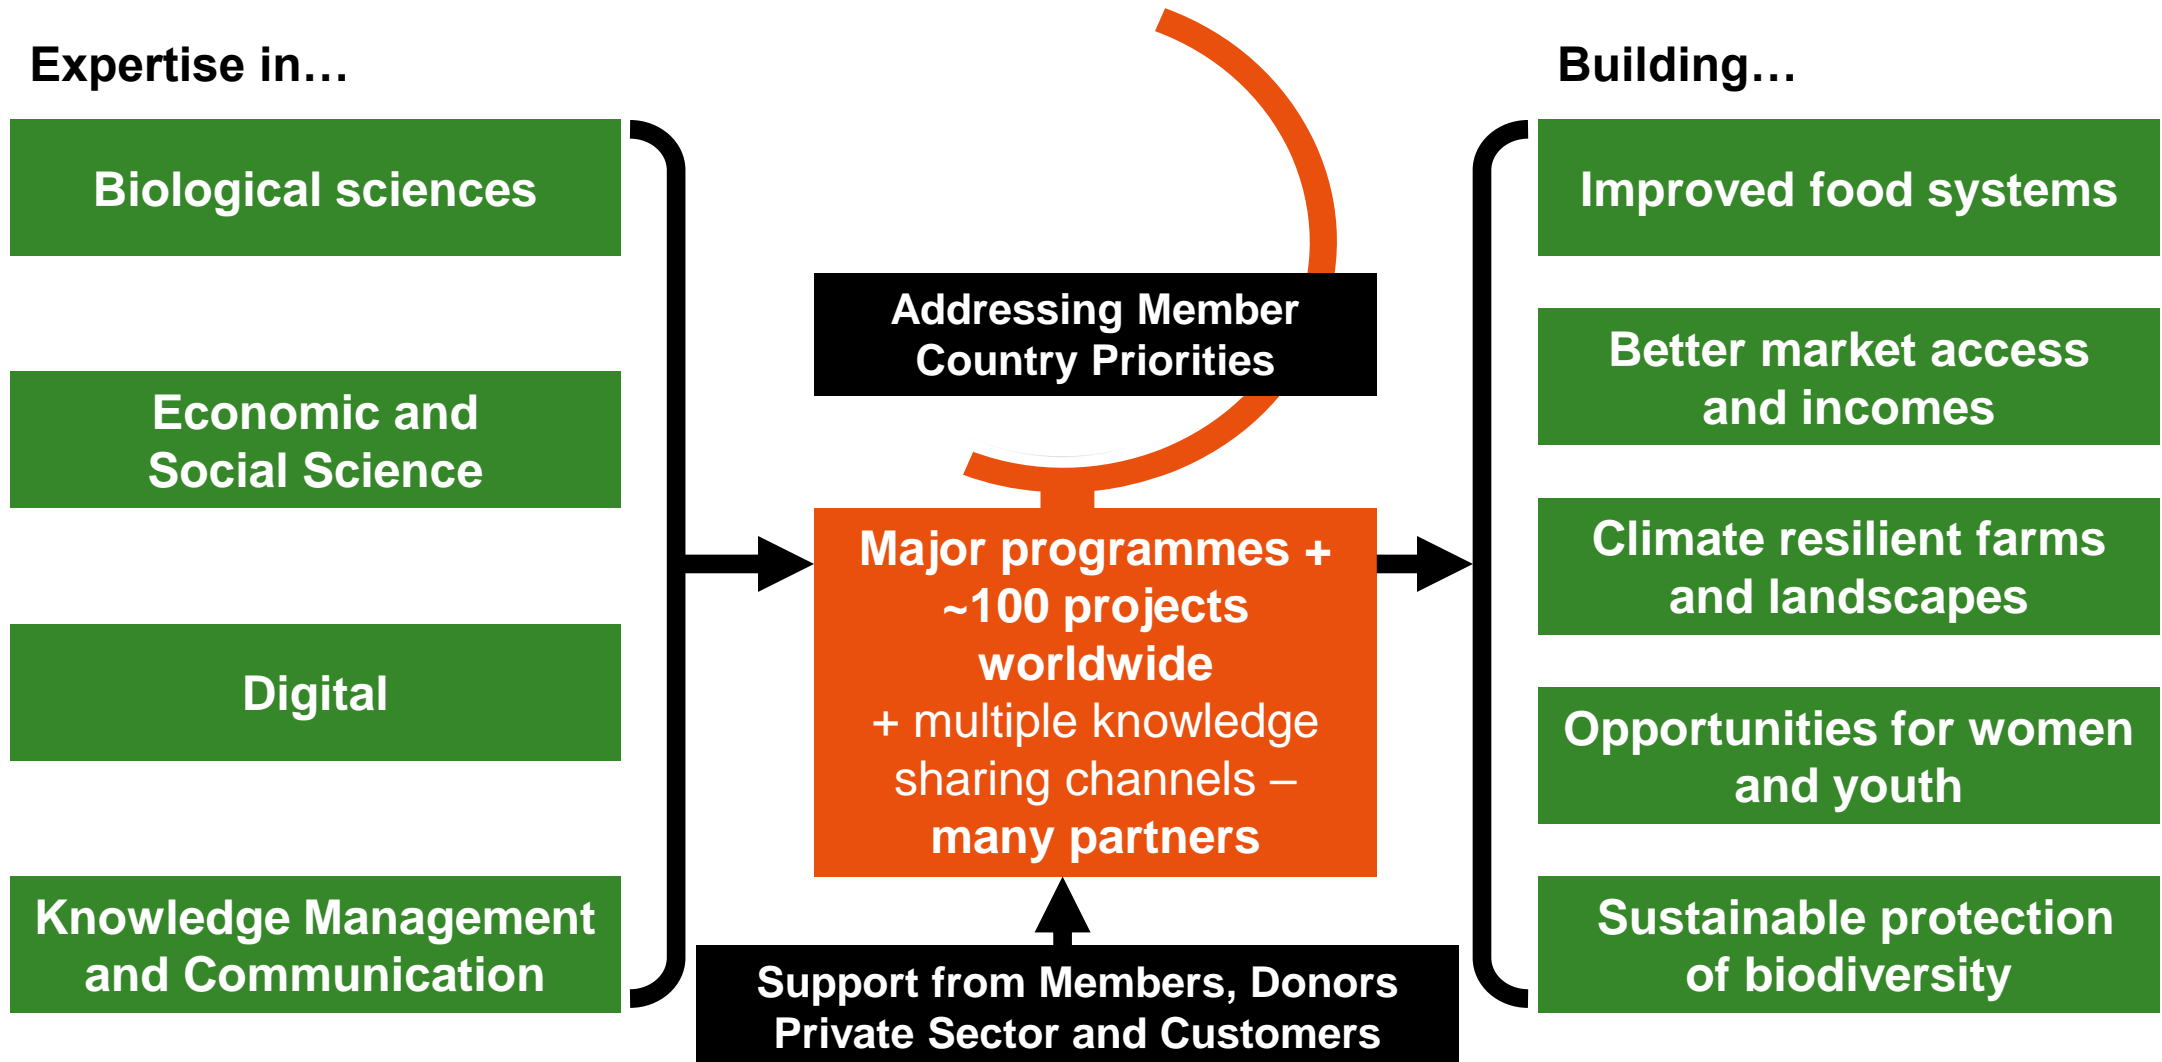 Expertise in…
Biological sciences
Economic and
Social Science
Digital
Knowledge Management
and Communication
Addressing Member
Country Priorities
Major programmes +
~100 projects
worldwide
+ multiple knowledge
sharing channels –
many partners
Support from Members, Donors
Private Sector and Customers
Building…
Improved food systems
Better market access
and incomes
Climate resilient farms
and landscapes
Opportunities for women
and youth
Sustainable protection
of biodiversity